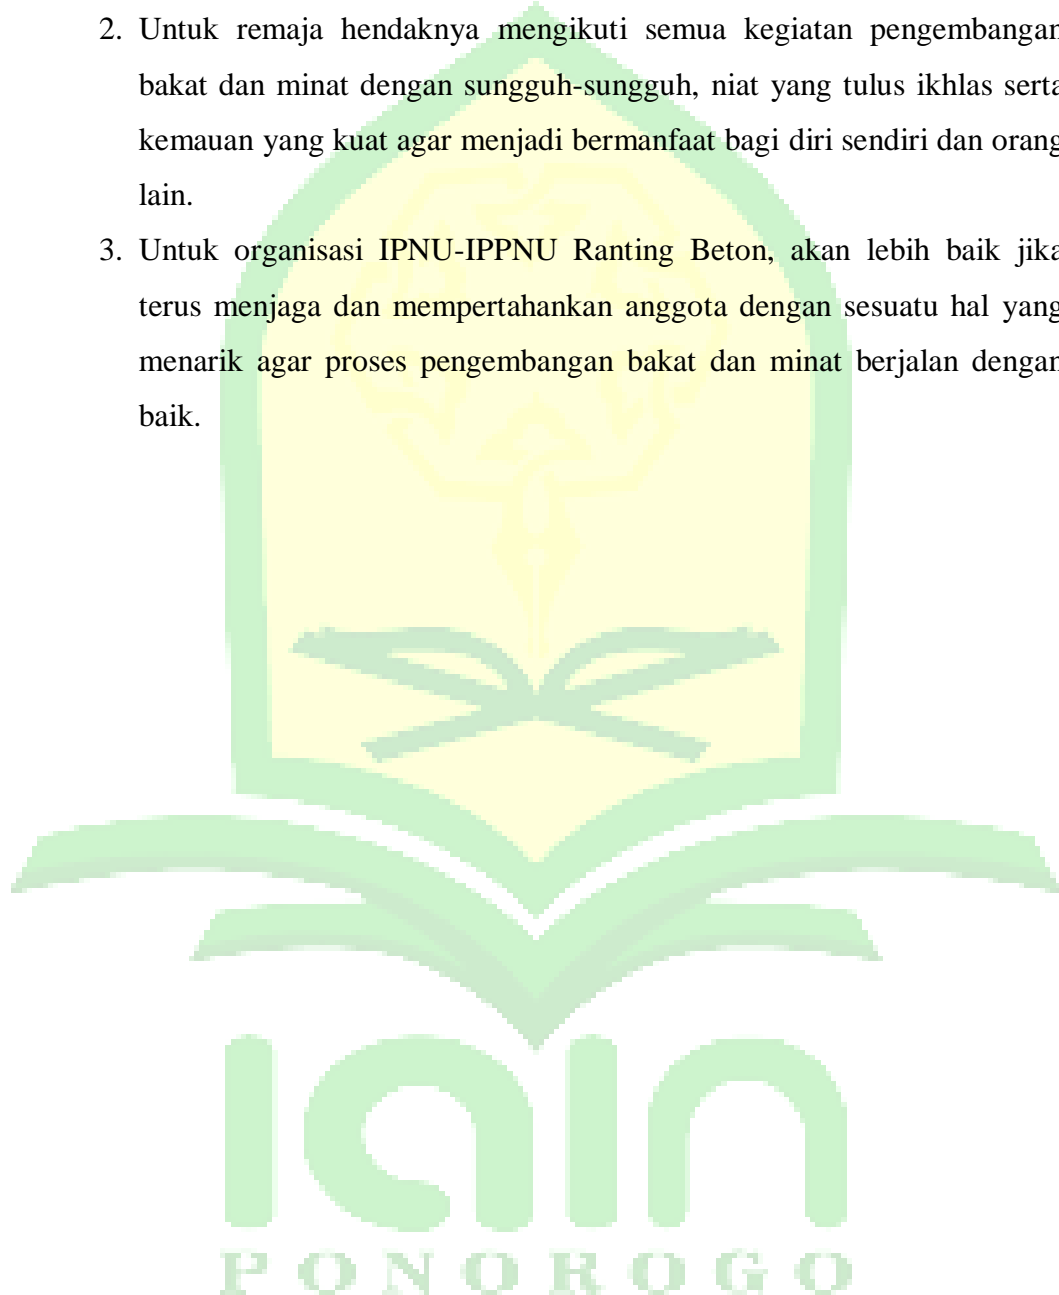 2. Untuk remaja hendaknya mengikuti semua kegiatan pengembangan
bakat dan minat dengan sungguh-sungguh, niat yang tulus ikhlas serta
kemauan yang kuat agar menjadi bermanfaat bagi diri sendiri dan orang
lain.
3. Untuk organisasi IPNU-IPPNU Ranting Beton, akan lebih baik jika
terus menjaga dan mempertahankan anggota dengan sesuatu hal yang
menarik agar proses pengembangan bakat dan minat berjalan dengan
baik.
iain
PONOROGO